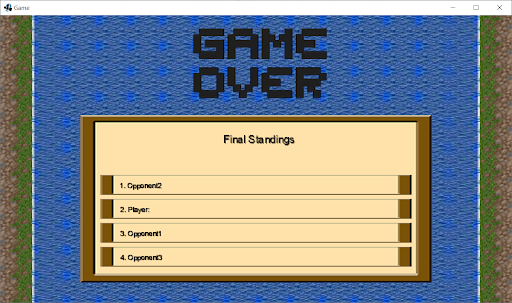 Game
GAME
OVER
Final Standings
1. Opponent2
2. Player:
3. Opponent1
4. Opponent3